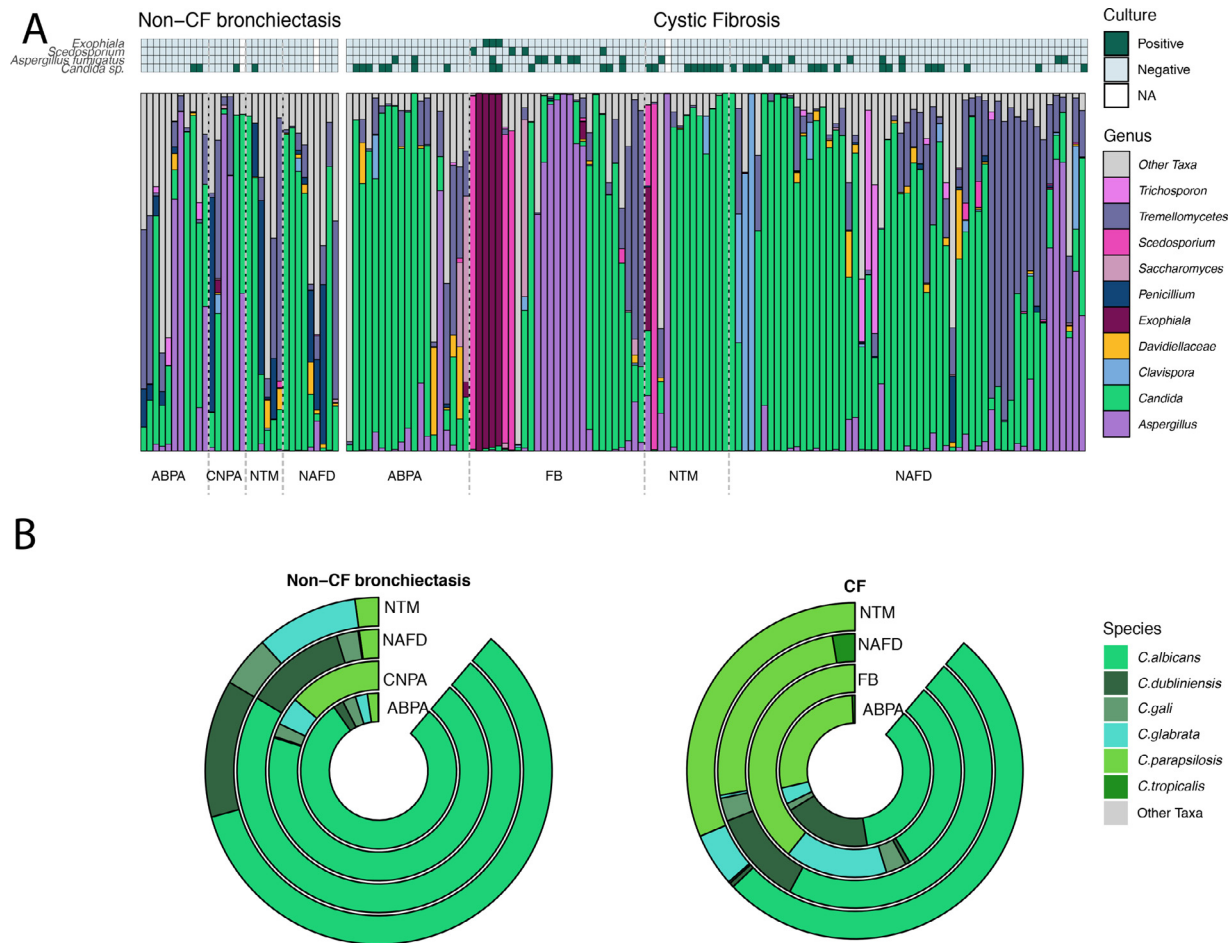 A
Non–CF bronchiectasis
Cystic Fibrosis
Exophiala
Scedosporium
Aspergillus fumigatus
Candida sp.
Culture
Positive
Negative
NA
Genus
Other Taxa
Trichosporon
Tremellomycetes
Scedosporium
Saccharomyces
Penicillium
Exophiala
Davidiellaceae
Clavispora
Candida
Aspergillus
ABPA CNPA NTM NAFD ABPA FB NTM NAFD
B
Non–CF bronchiectasis
NTM
NAFD
CNPA
ABPA
CF
NTM
NAFD
FB
ABPA
Species
C.albicans
C.dubliniensis
C.gali
C.glabrata
C.parapsilosis
C.tropicalis
Other Taxa